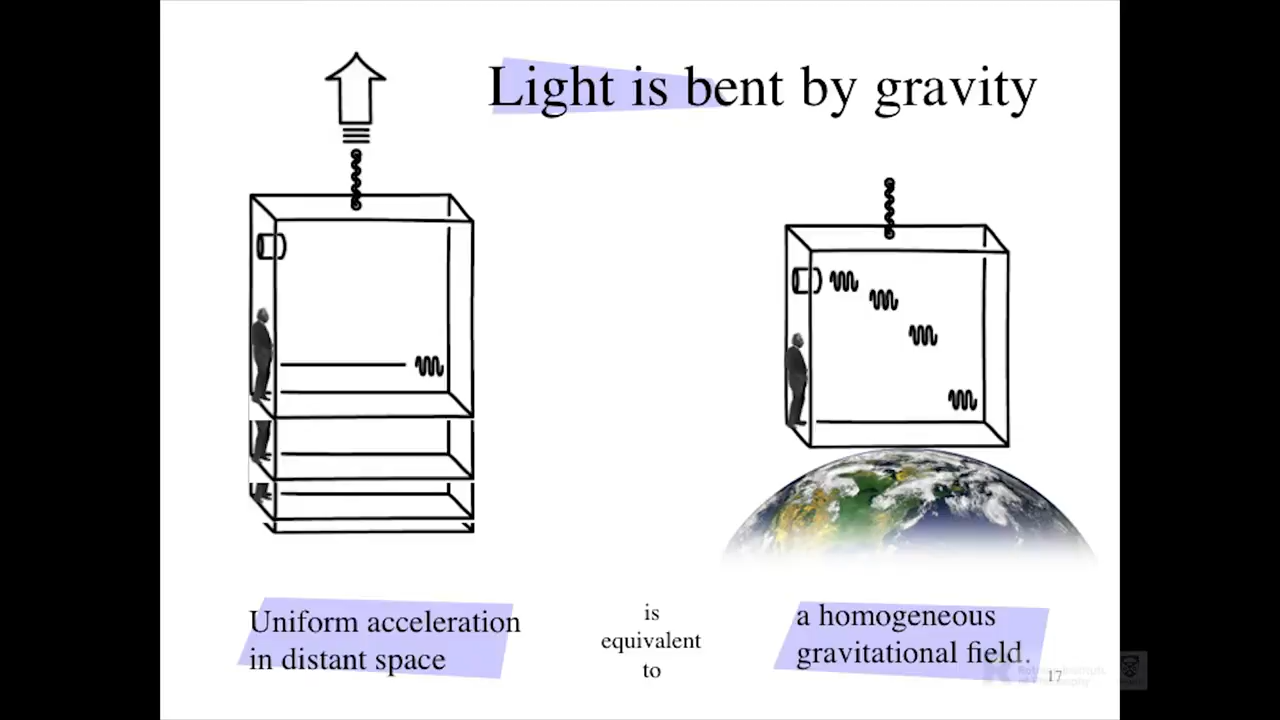 Light is bent by gravity
Uniform acceleration
in distant space
is
equivalent
to
a homogeneous
gravitational field.
17